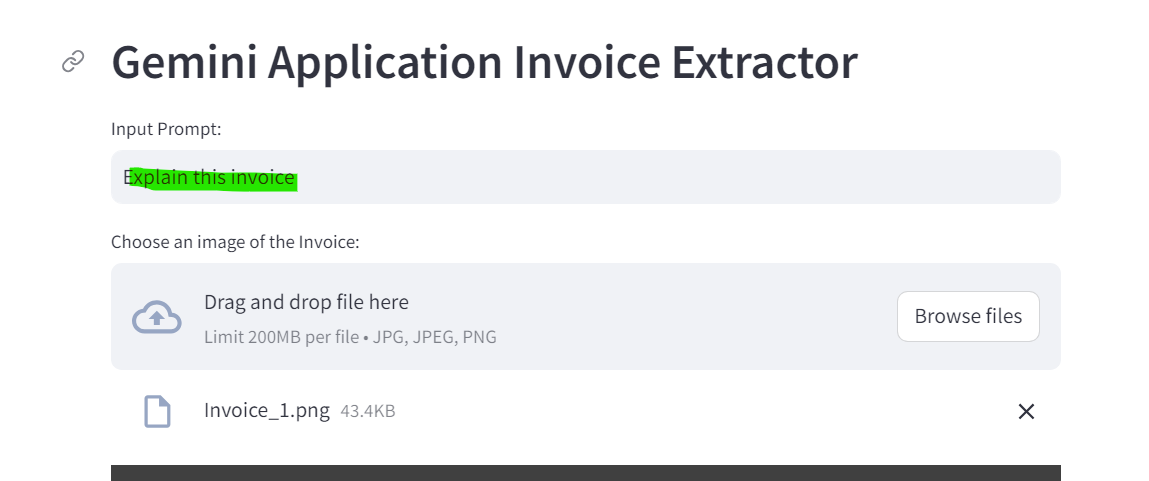 Gemini Application Invoice Extractor
Input Prompt:
Explain this invoice
Choose an image of the Invoice:
Drag and drop file here
Limit 200MB per file • JPG, JPEG, PNG
Browse files
Invoice_1.png 43.4KB